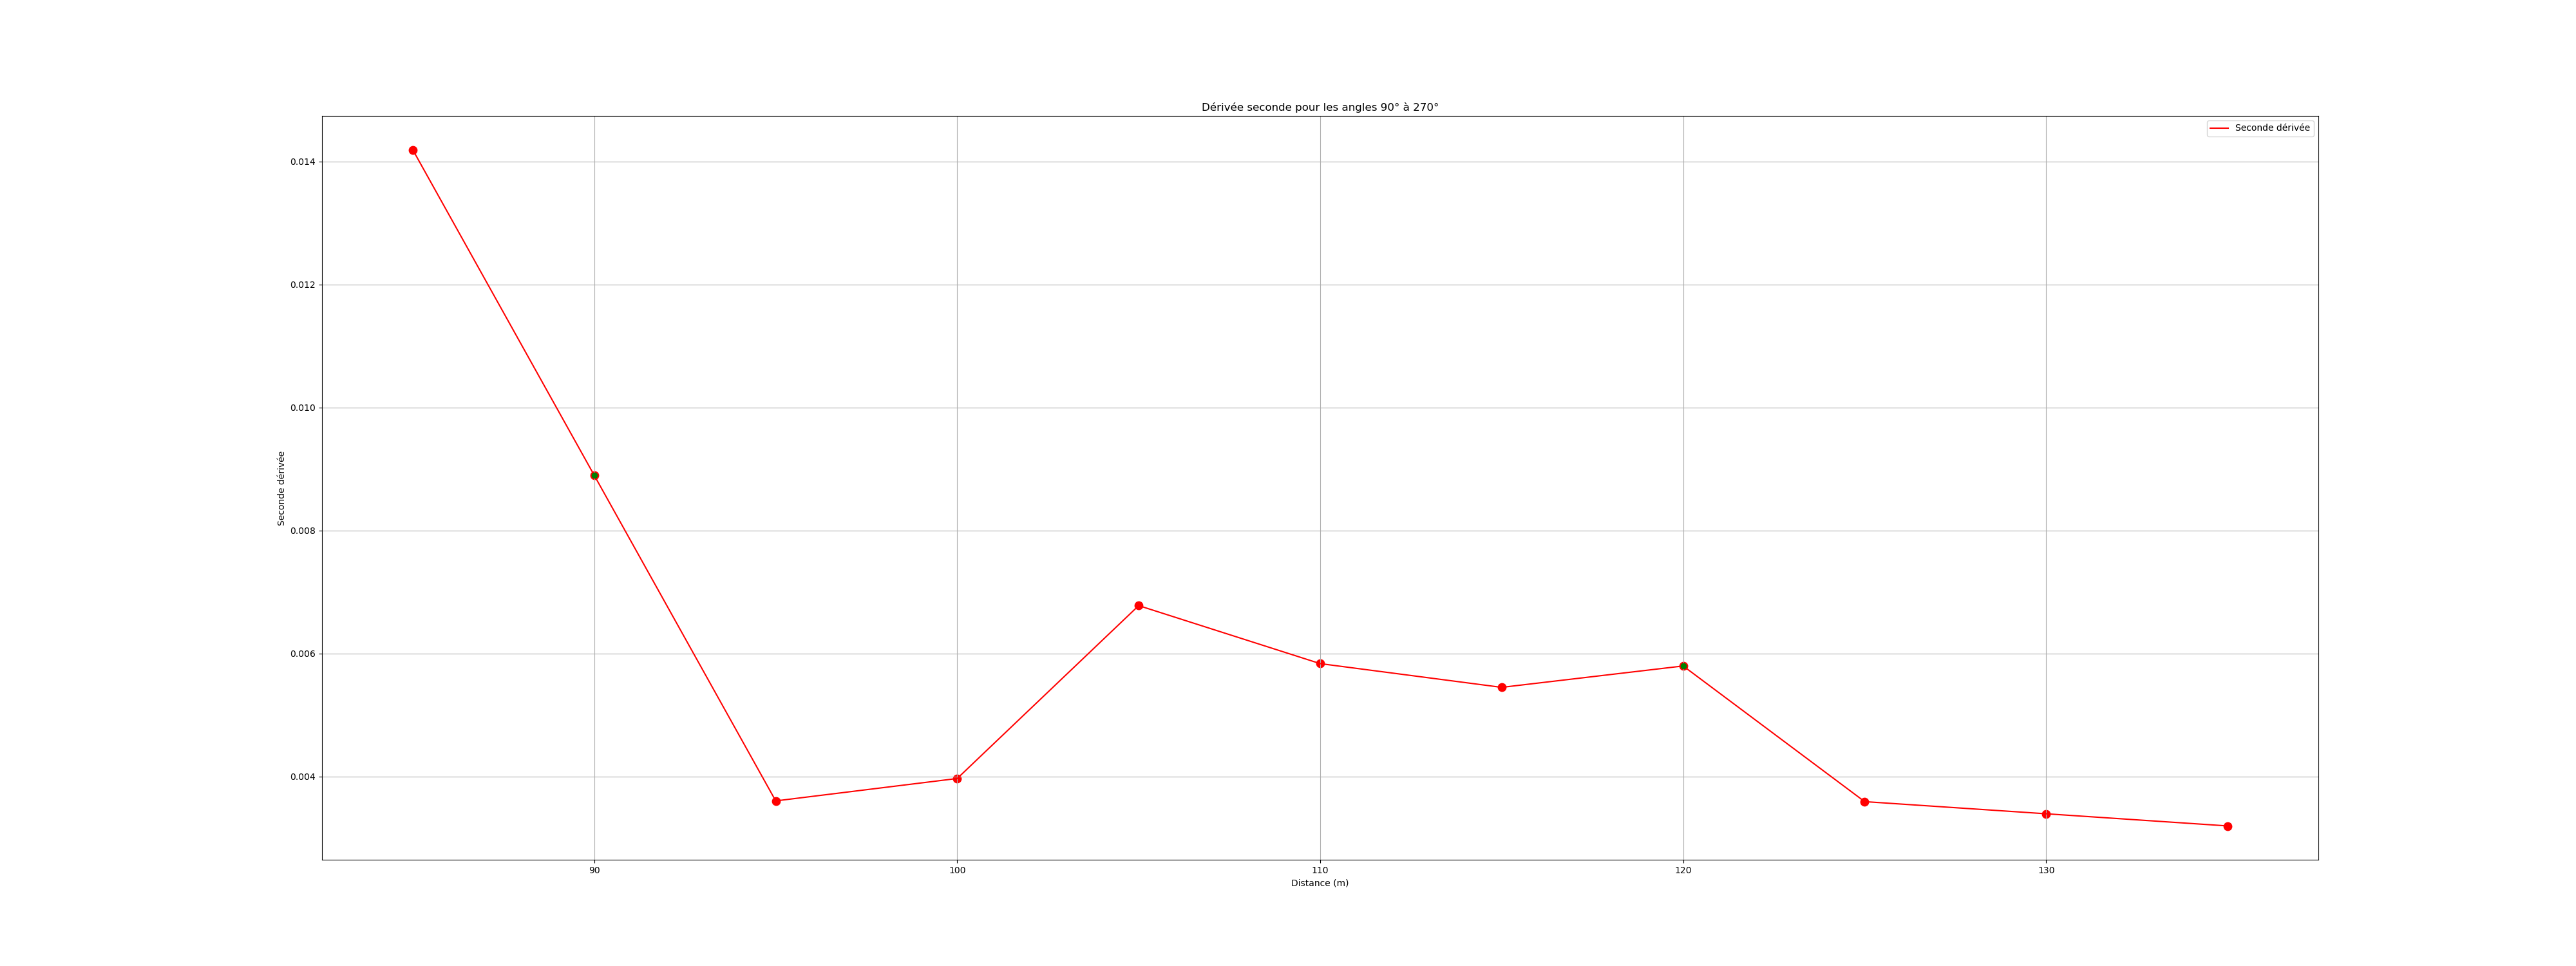 Dérivée seconde pour les angles 90° à 270°
Seconde dérivée
0.014
0.012
0.010
0.008
0.006
0.004
Seconde dérivée
90
100
110
120
130
Distance (m)